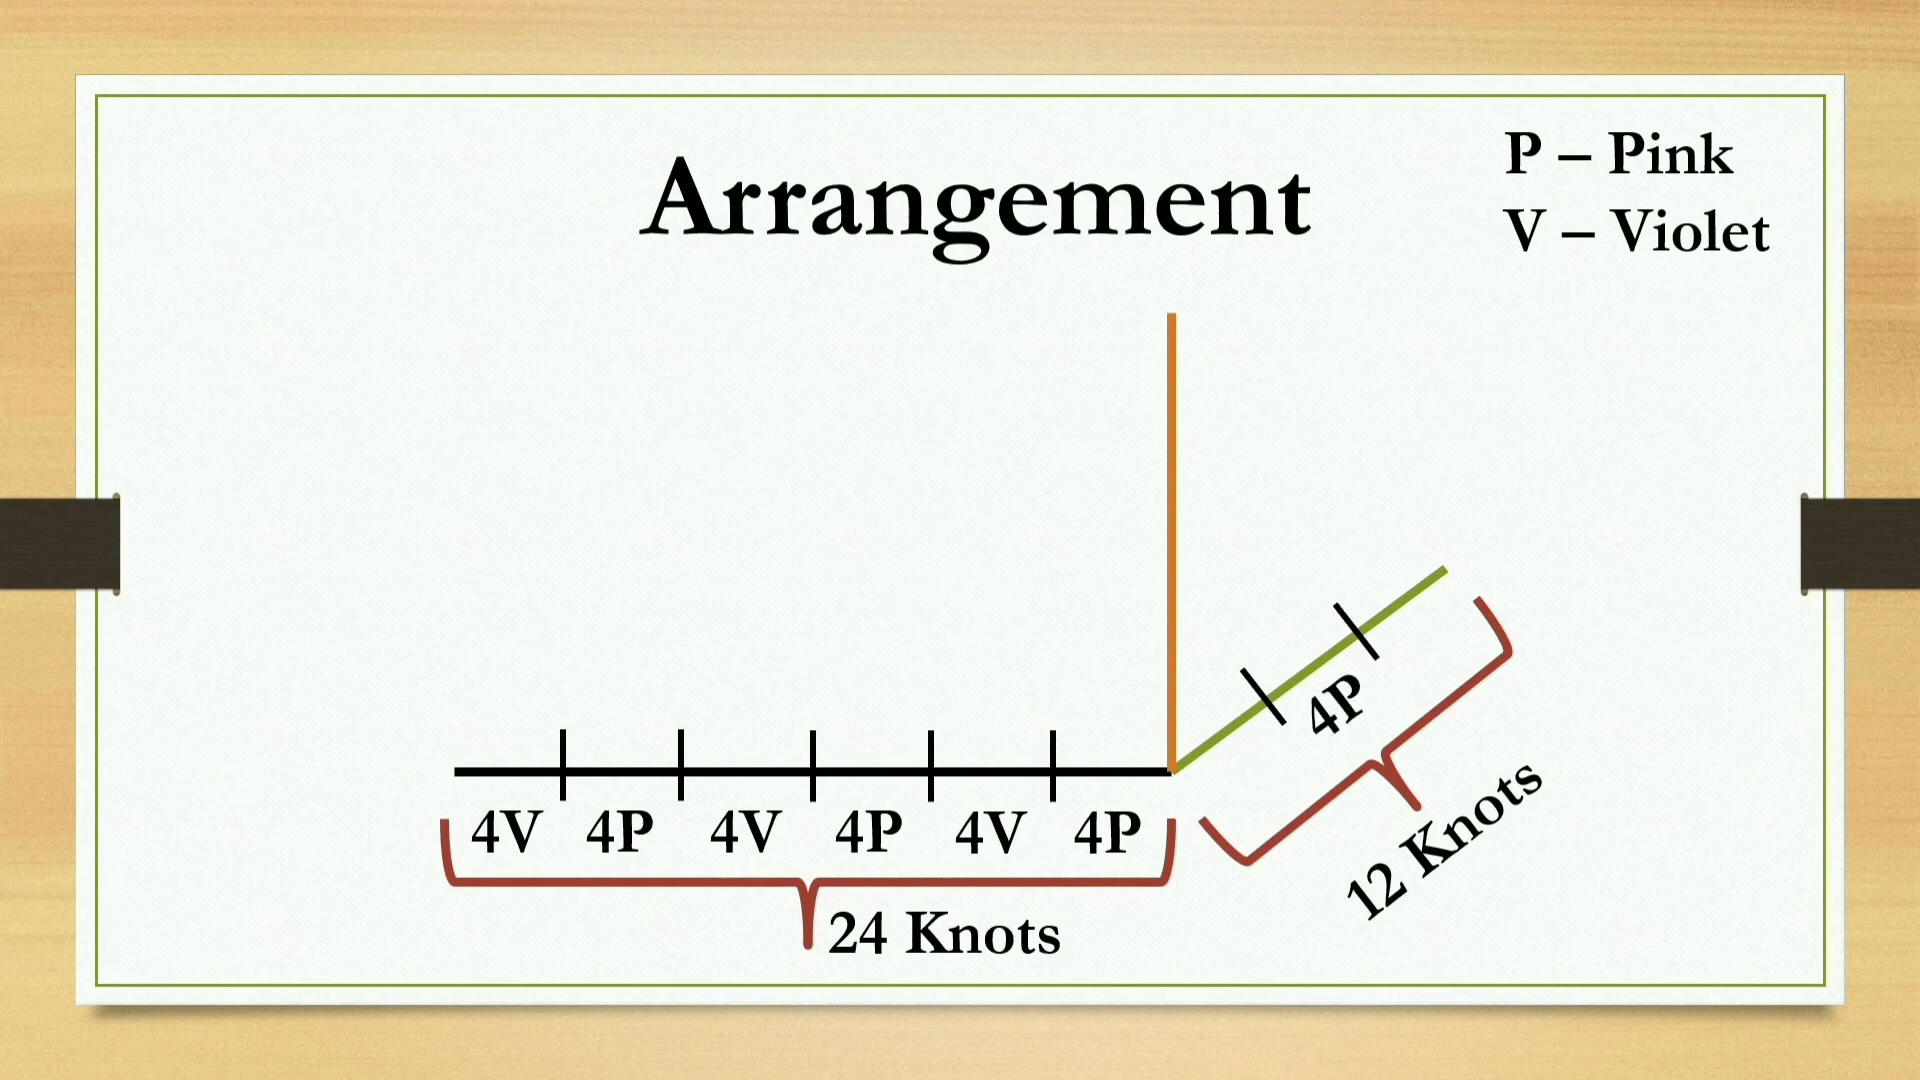 Arrangement
P – Pink
V – Violet
4P
4V 4P 4V 4P 4V 4P
12 Knots
24 Knots